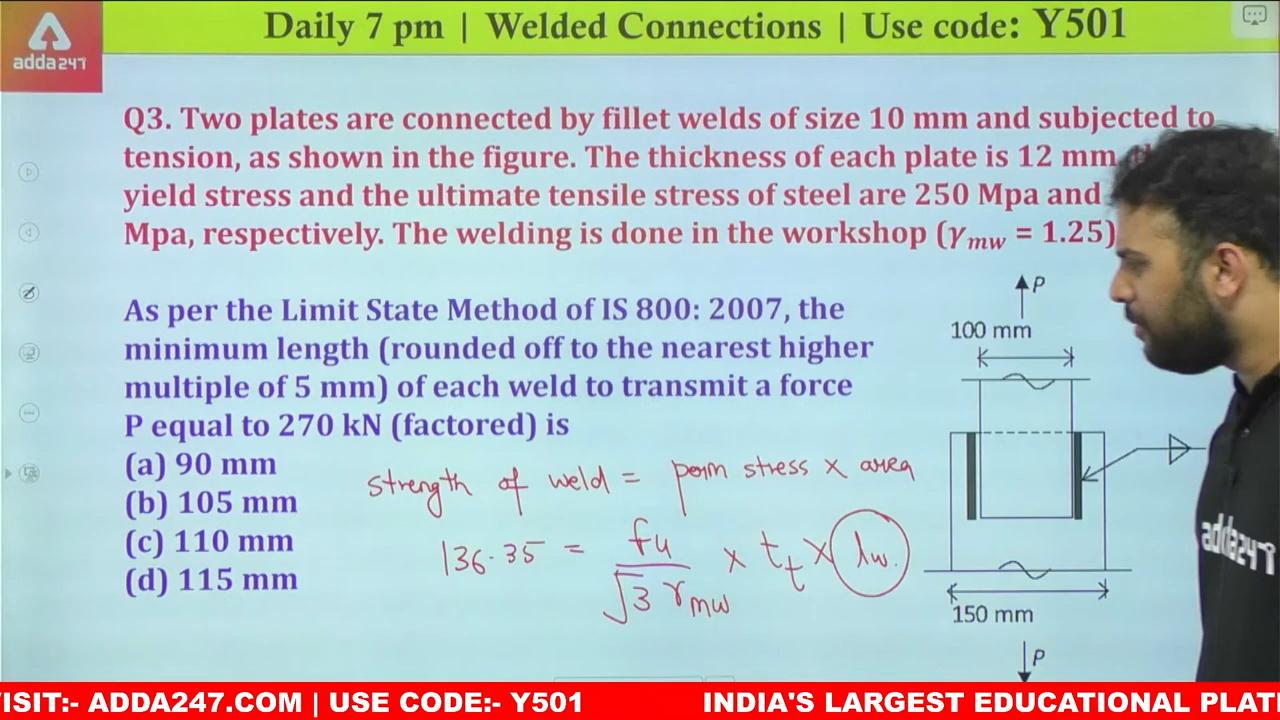 Daily 7 pm | Welded Connections | Use code: Y501
adda247
Q3. Two plates are connected by fillet welds of size 10 mm and subjected to
tension, as shown in the figure. The thickness of each plate is 12 mm
yield stress and the ultimate tensile stress of steel are 250 Mpa and
Mpa, respectively. The welding is done in the workshop (γmw = 1.25)
As per the Limit State Method of IS 800: 2007, the
minimum length (rounded off to the nearest higher
multiple of 5 mm) of each weld to transmit a force
P equal to 270 kN (factored) is
(a) 90 mm
(b) 105 mm
(c) 110 mm
(d) 115 mm
strength of weld = perm stress × area
136.35 = fu / √3 γmw × tt × lw.
P
100 mm
150 mm
P
adda247
VISIT:- ADDA247.COM | USE CODE:- Y501 INDIA'S LARGEST EDUCATIONAL PLAT